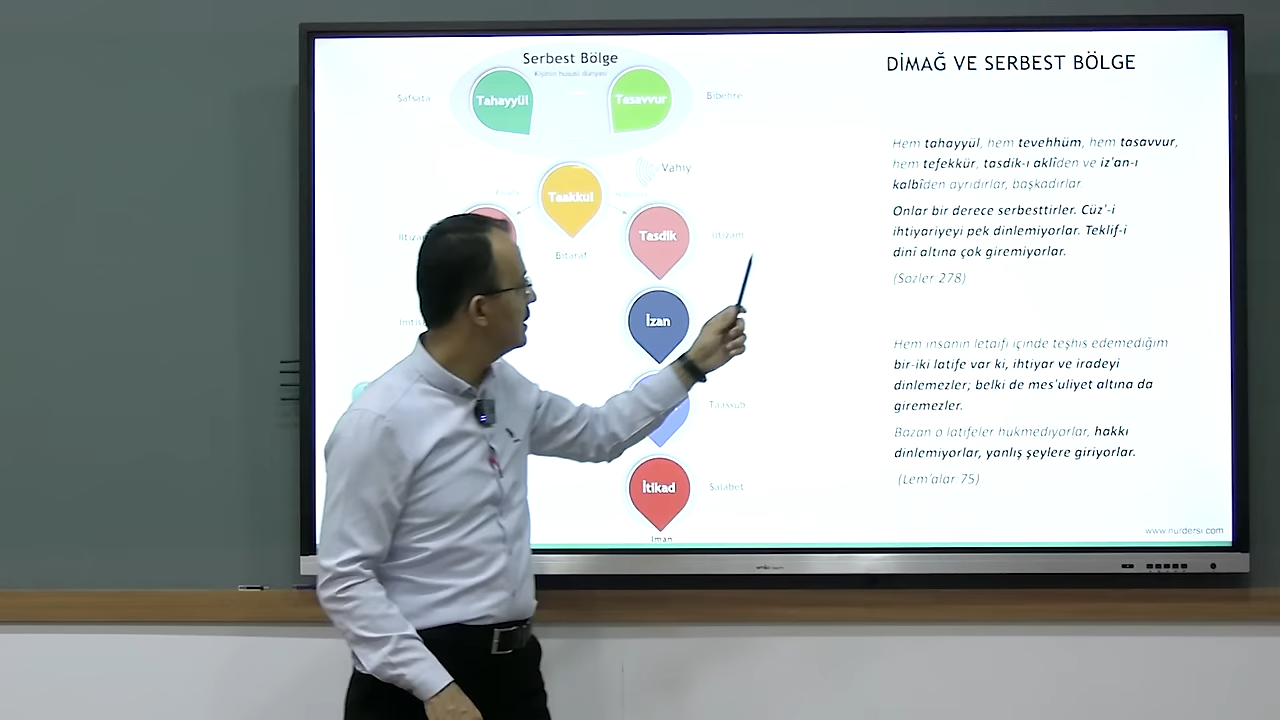 Serbest Bölge
Kişinin hususi dünyası
Tahayyül
Tasavvur
Safsata
Bibehre
Vahiy
Taakkul
Bitaraf
Tasdik
İltizam
İzan
Taassub
İtikad
Salabet
İman
DİMAĞ VE SERBEST BÖLGE
Hem tahayyül, hem tevehhüm, hem tasavvur,
hem tefekkür, tasdik-ı aklîden ve iz'an-ı
kalbîden ayrıdırlar, başkadırlar
Onlar bir derece serbesttirler. Cüz'-i
ihtiyariyeyi pek dinlemiyorlar. Teklif-i
dinî altına çok giremiyorlar.
(Sözler 278)
Hem insanın letaifi içinde teşhis edemediğim
bir-iki latife var ki, ihtiyar ve iradeyi
dinlemezler; belki de mes'uliyet altına da
giremezler.
Bazan o latifeler hükmediyorlar, hakkı
dinlemiyorlar, yanlış şeylere giriyorlar.
(Lem'alar 75)
www.nurdersi.com